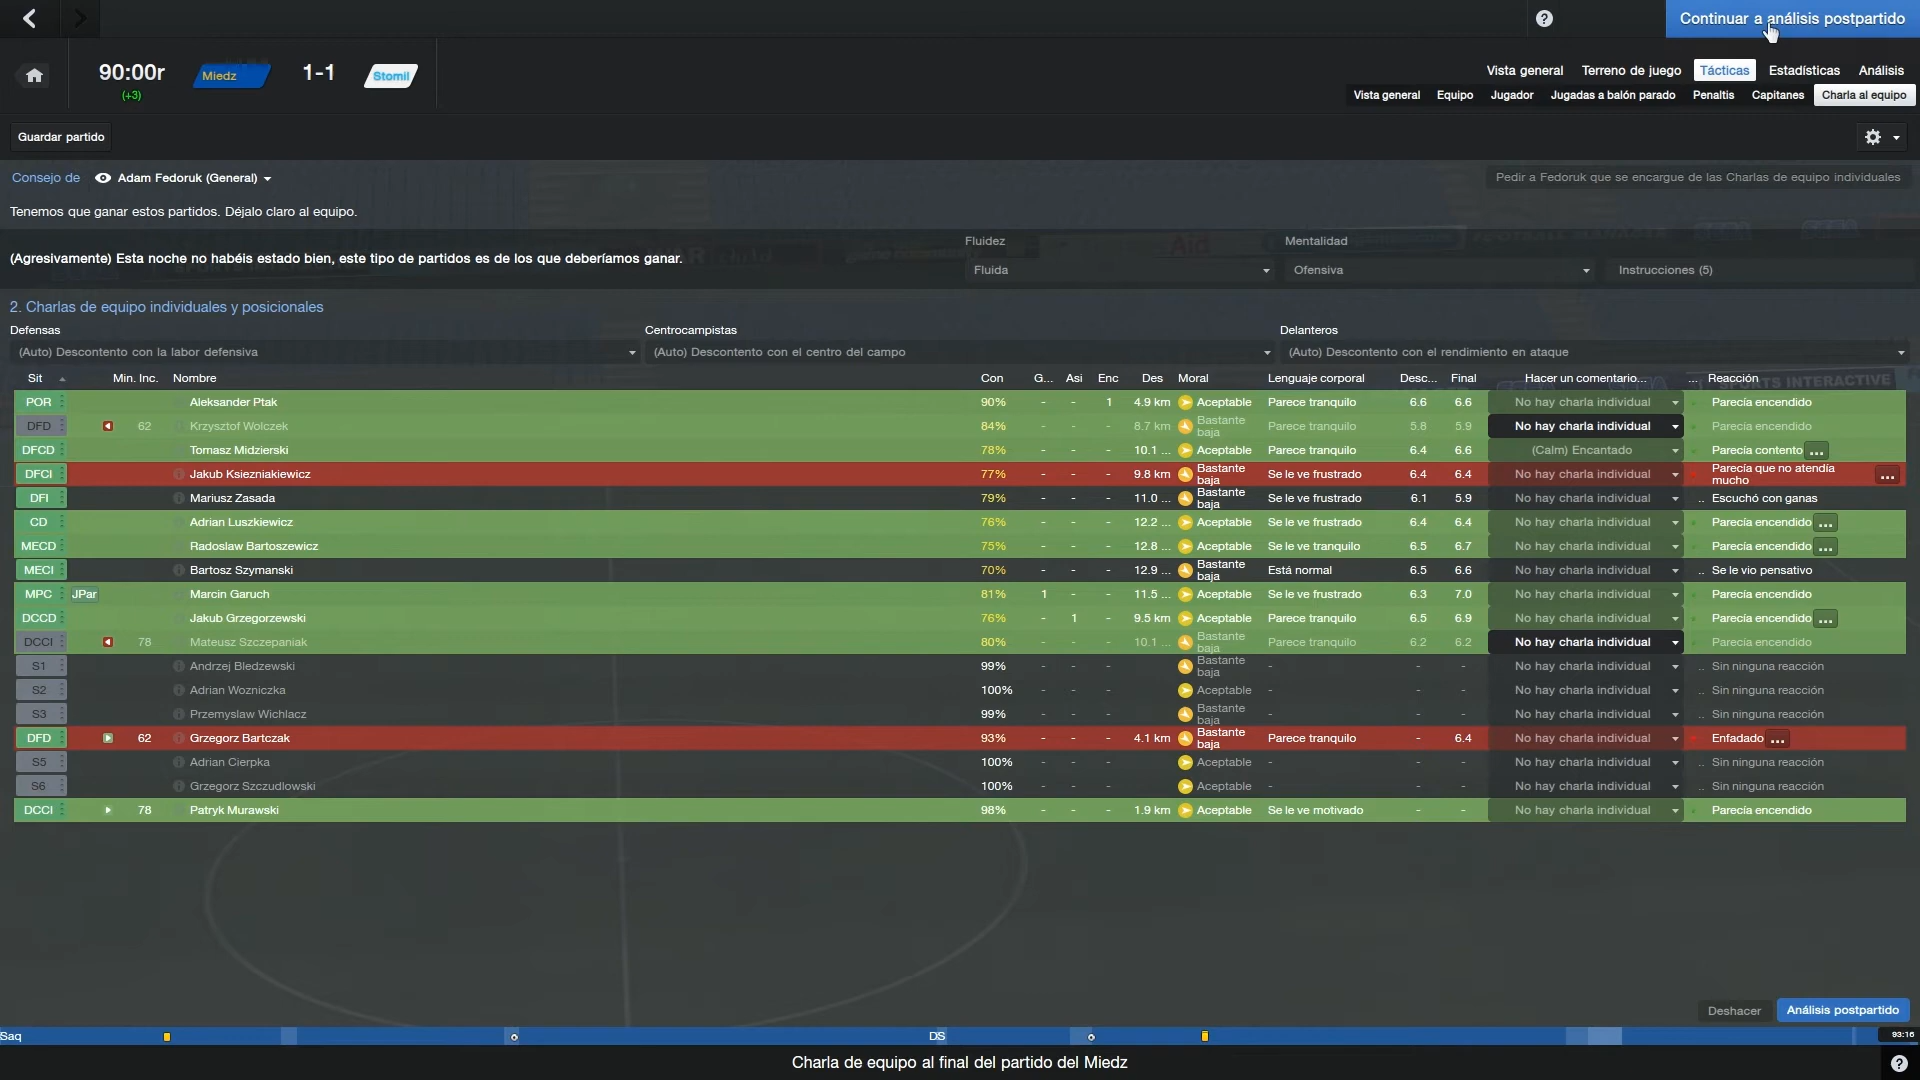 Continuar a análisis postpartido
90:00r
(+3)
Miedz
1-1
Stomil
Vista general Terreno de juego Tácticas Estadísticas Análisis
Vista general Equipo Jugador Jugadas a balón parado Penaltis Capitanes Charla al equipo
Guardar partido
Consejo de Adam Fedoruk (General)
Pedir a Fedoruk que se encargue de las Charlas de equipo individuales
Tenemos que ganar estos partidos. Déjalo claro al equipo.
(Agresivamente) Esta noche no habéis estado bien, este tipo de partidos es de los que deberíamos ganar.
Fluidez Mentalidad
Fluida Ofensiva Instrucciones (5)
2. Charlas de equipo individuales y posicionales
Defensas Centrocampistas Delanteros
(Auto) Descontento con la labor defensiva (Auto) Descontento con el centro del campo (Auto) Descontento con el rendimiento en ataque
Sit Min. Inc. Nombre Con G... Asi Enc Des Moral Lenguaje corporal Desc... Final Hacer un comentario... ... Reacción
POR Aleksander Ptak 90% - - 1 4.9 km Aceptable Parece tranquilo 6.6 6.6 No hay charla individual Parecía encendido
DFD 62 Krzysztof Wolczek 84% - - - 8.7 km Bastante baja Parece tranquilo 5.8 5.9 No hay charla individual Parecía encendido
DFCD Tomasz Midzierski 78% - - - 10.1 ... Aceptable Parece tranquilo 6.4 6.6 (Calm) Encantado Parecía contento ...
DFCI Jakub Ksiezniakiewicz 77% - - - 9.8 km Bastante baja Se le ve frustrado 6.4 6.4 No hay charla individual Parecía que no atendía mucho ...
DFI Mariusz Zasada 79% - - - 11.0 ... Bastante baja Se le ve frustrado 6.1 5.9 No hay charla individual .. Escuchó con ganas
CD Adrian Luszkiewicz 76% - - - 12.2 ... Aceptable Se le ve frustrado 6.4 6.4 No hay charla individual Parecía encendido ...
MECD Radoslaw Bartoszewicz 75% - - - 12.8 ... Aceptable Se le ve tranquilo 6.5 6.7 No hay charla individual Parecía encendido ...
MECI Bartosz Szymanski 70% - - - 12.9 ... Bastante baja Está normal 6.5 6.6 No hay charla individual .. Se le vio pensativo
MPC JPar Marcin Garuch 81% 1 - - 11.5 ... Aceptable Se le ve frustrado 6.3 7.0 No hay charla individual Parecía encendido
DCCD Jakub Grzegorzewski 76% - 1 - 9.5 km Aceptable Parece tranquilo 6.5 6.9 No hay charla individual Parecía encendido ...
DCCI 78 Mateusz Szczepaniak 80% - - - 10.1 ... Bastante baja Parece tranquilo 6.2 6.2 No hay charla individual Parecía encendido
S1 Andrzej Bledzewski 99% - - - Bastante baja - - - No hay charla individual .. Sin ninguna reacción
S2 Adrian Wozniczka 100% - - - Aceptable - - - No hay charla individual .. Sin ninguna reacción
S3 Przemyslaw Wichlacz 99% - - - Bastante baja - - - No hay charla individual .. Sin ninguna reacción
DFD 62 Grzegorz Bartczak 93% - - - 4.1 km Bastante baja Parece tranquilo - 6.4 No hay charla individual Enfadado ...
S5 Adrian Cierpka 100% - - - Aceptable - - - No hay charla individual .. Sin ninguna reacción
S6 Grzegorz Szczudlowski 100% - - - Aceptable - - - No hay charla individual .. Sin ninguna reacción
DCCI 78 Patryk Murawski 98% - - - 1.9 km Aceptable Se le ve motivado - - No hay charla individual Parecía encendido
Deshacer Análisis postpartido
Saq DS 93:16
Charla de equipo al final del partido del Miedz